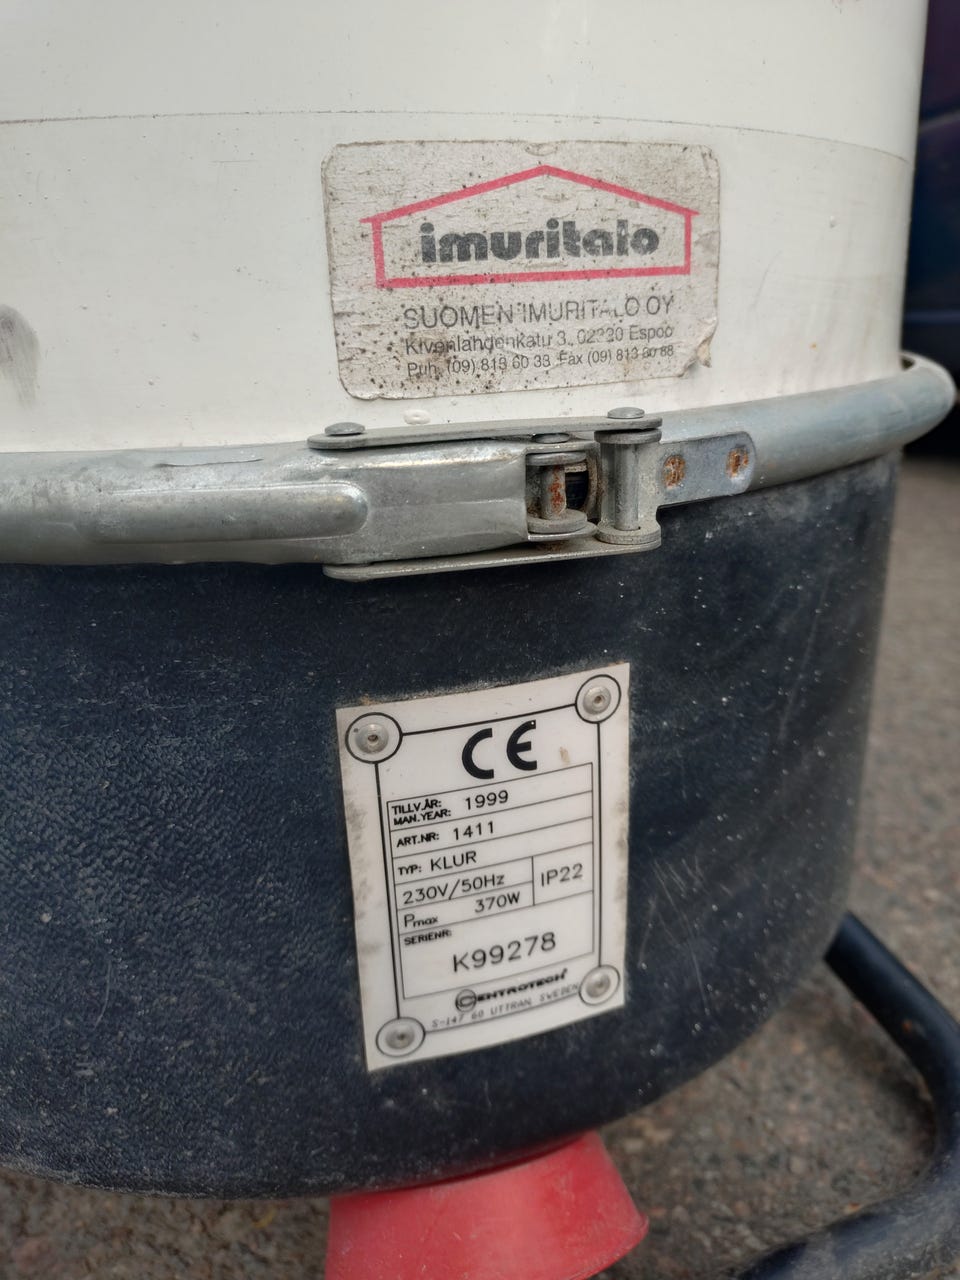 imuritalo
SUOMEN IMURITALO OY
Kivenlahdenkatu 3, 02320 Espoo
Puh. (09) 813 60 33 Fax (09) 813 60 88
CE
TILLV.ÅR: 1999
MAN.YEAR:
ART.NR: 1411
TYP: KLUR
230V/50Hz
IP22
Pmax 370W
SERIENR:
K99278
CENTROTECH
S-147 60 UTTRAN, SWEDEN